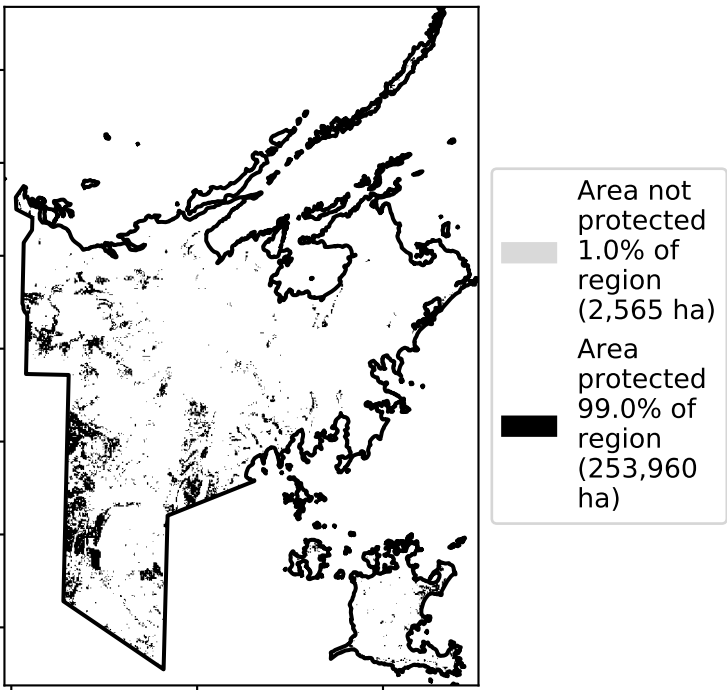 Area not
protected
1.0% of
region
(2,565 ha)
Area
protected
99.0% of
region
(253,960
ha)